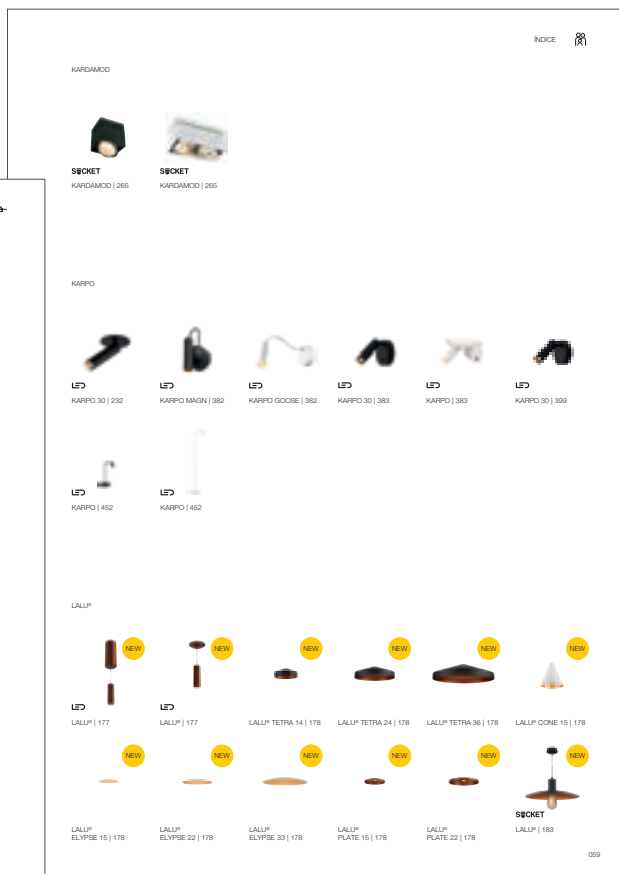 ÍNDICE
KARDAMOD
SOCKET SOCKET
KARDAMOD | 265 KARDAMOD | 265
KARPO
LED LED LED LED LED LED
KARPO 30 | 232 KARPO MAGN | 382 KARPO GOOSE | 382 KARPO 30 | 383 KARPO | 383 KARPO 30 | 399
LED LED
KARPO | 452 KARPO | 452
LALU®
NEW NEW NEW NEW NEW NEW
LED LED
LALU® | 177 LALU® | 177 LALU® TETRA 14 | 178 LALU® TETRA 24 | 178 LALU® TETRA 36 | 178 LALU® CONE 15 | 178
NEW NEW NEW NEW NEW NEW
SOCKET
LALU® LALU® LALU® LALU® LALU® LALU® | 183
ELYPSE 15 | 178 ELYPSE 22 | 178 ELYPSE 33 | 178 PLATE 15 | 178 PLATE 22 | 178
059